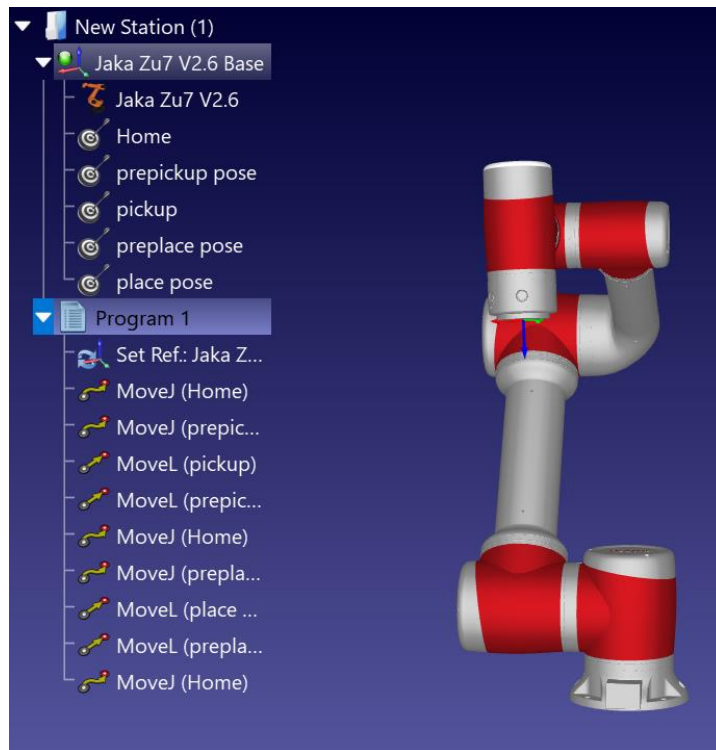 New Station (1)
Jaka Zu7 V2.6 Base
Jaka Zu7 V2.6
Home
prepickup pose
pickup
preplace pose
place pose
Program 1
Set Ref.: Jaka Z...
MoveJ (Home)
MoveJ (prepic...
MoveL (pickup)
MoveL (prepic...
MoveJ (Home)
MoveJ (prepla...
MoveL (place ...
MoveL (prepla...
MoveJ (Home)